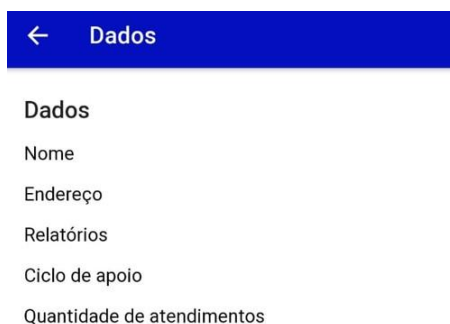 Dados
Dados
Nome
Endereço
Relatórios
Ciclo de apoio
Quantidade de atendimentos